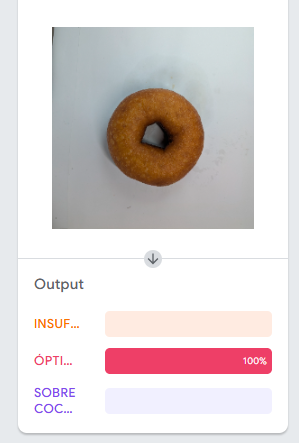 Output
INSUF...
ÓPTI...
100%
SOBRE
COC...